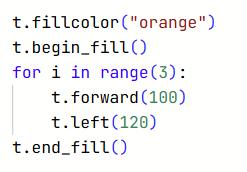 t.fillcolor("orange")
t.begin_fill()
for i in range(3):
    t.forward(100)
    t.left(120)
t.end_fill()